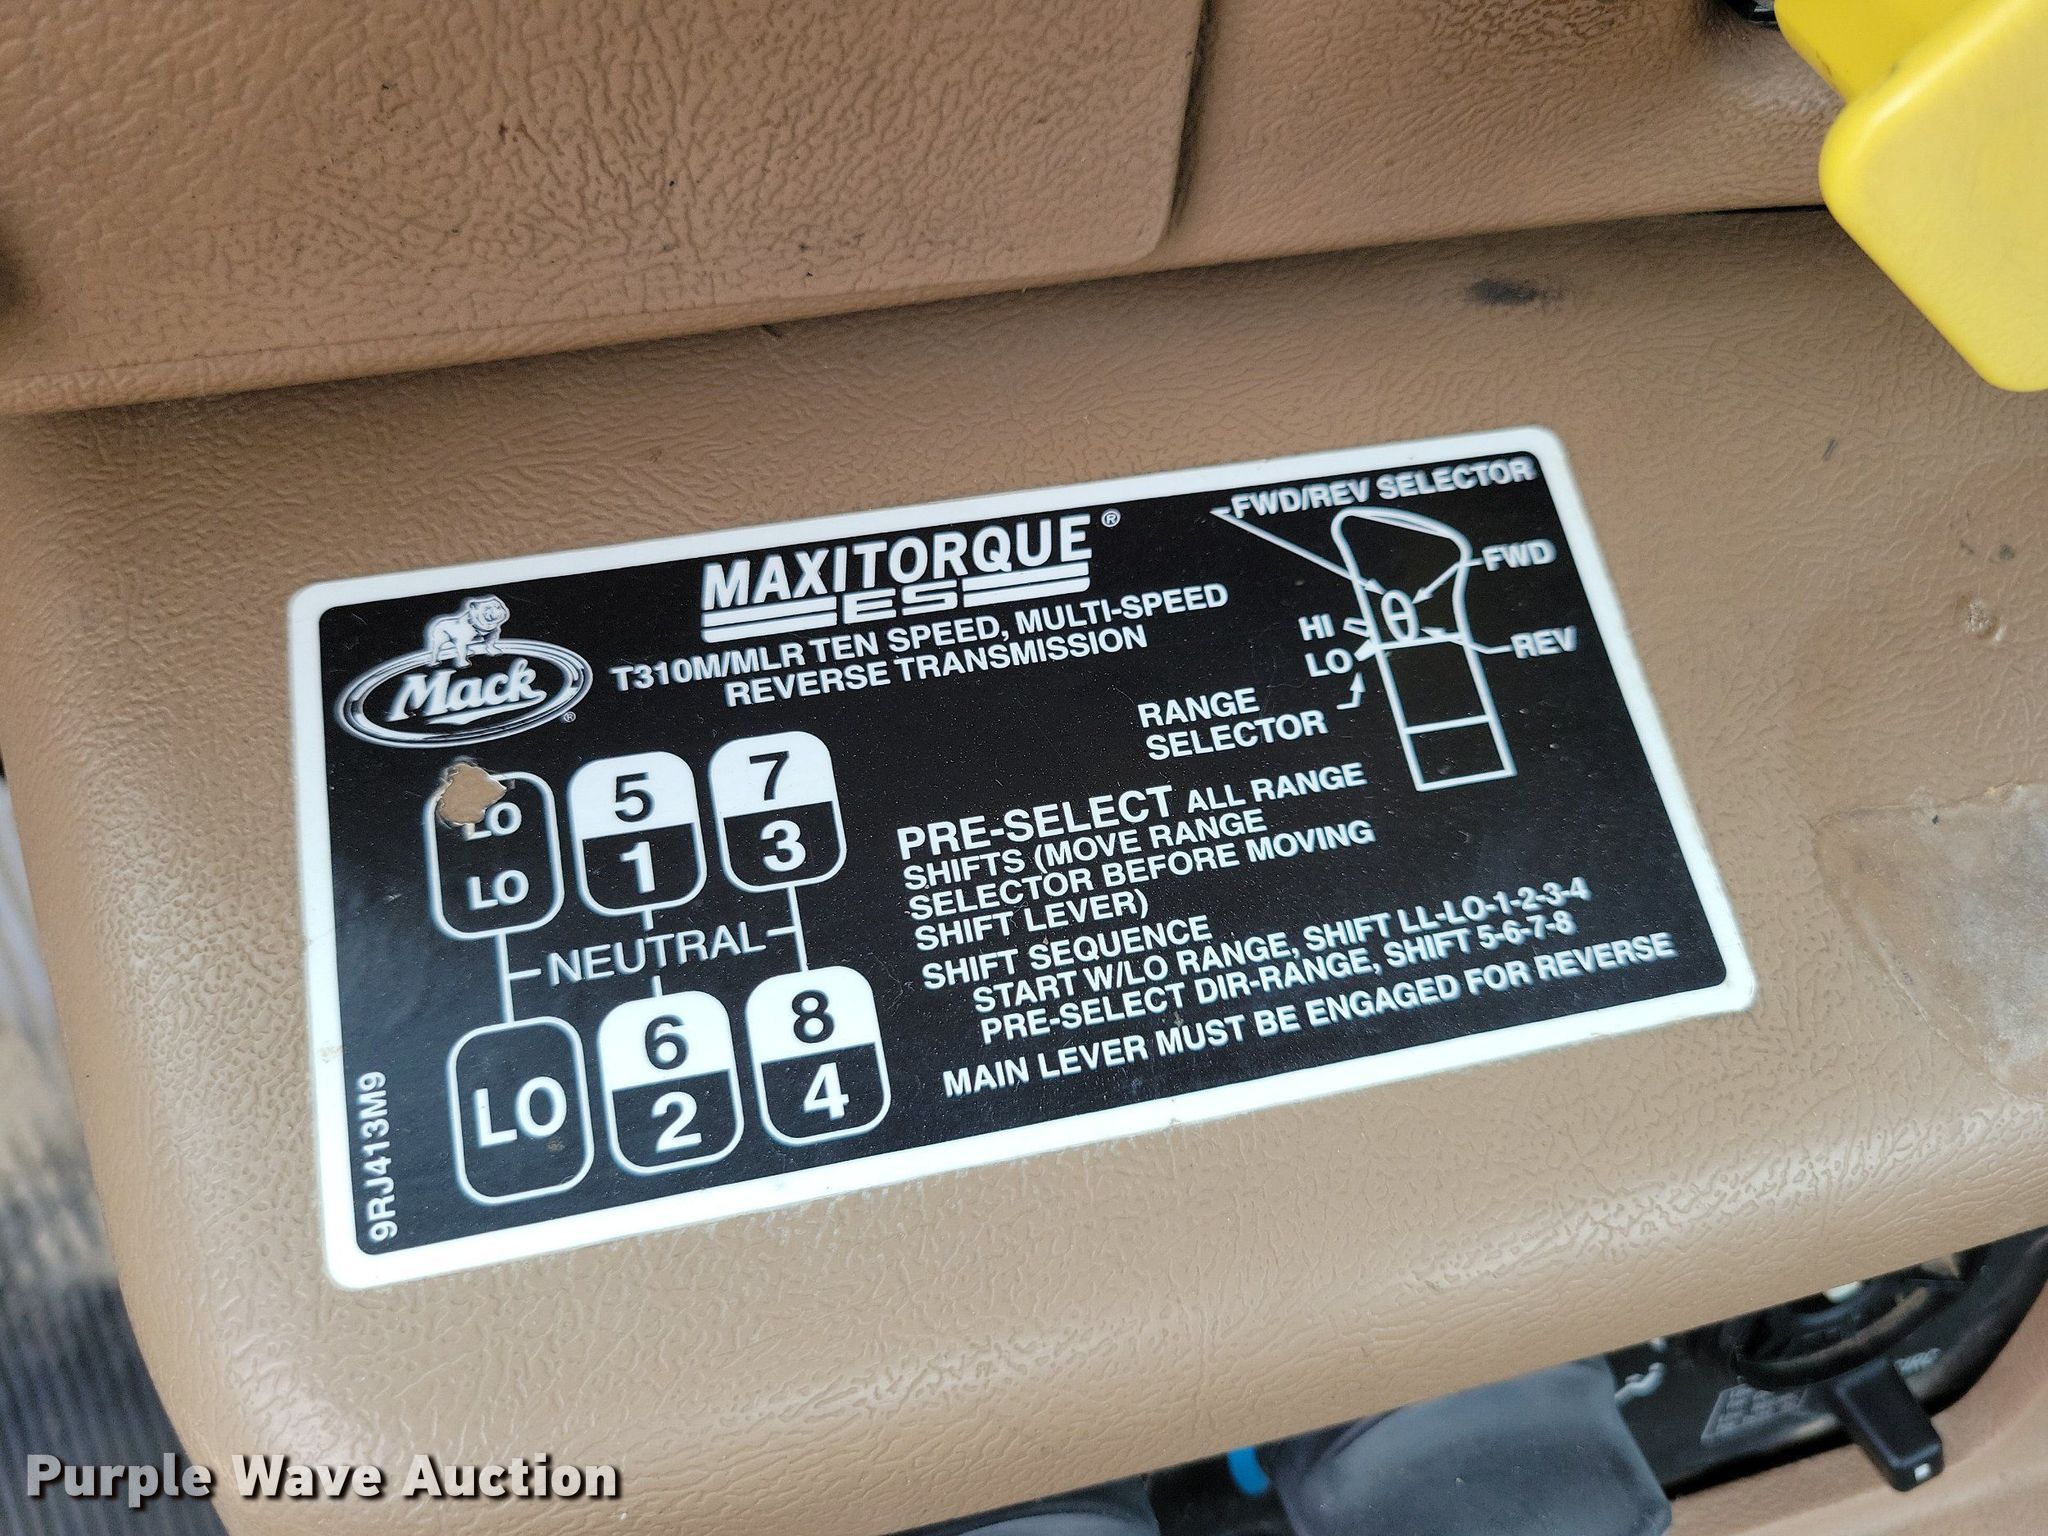 FWD/REV SELECTOR
MAXITORQUE®
ES
FWD
T310M/MLR TEN SPEED, MULTI-SPEED
REVERSE TRANSMISSION
HI
LO
REV
Mack®
RANGE
SELECTOR
LO
LO
5
1
7
3
NEUTRAL
LO
6
2
8
4
PRE-SELECT ALL RANGE
SHIFTS (MOVE RANGE
SELECTOR BEFORE MOVING
SHIFT LEVER)
SHIFT SEQUENCE
START W/LO RANGE, SHIFT LL-LO-1-2-3-4
PRE-SELECT DIR-RANGE, SHIFT 5-6-7-8
MAIN LEVER MUST BE ENGAGED FOR REVERSE
9RJ413M9
Purple Wave Auction